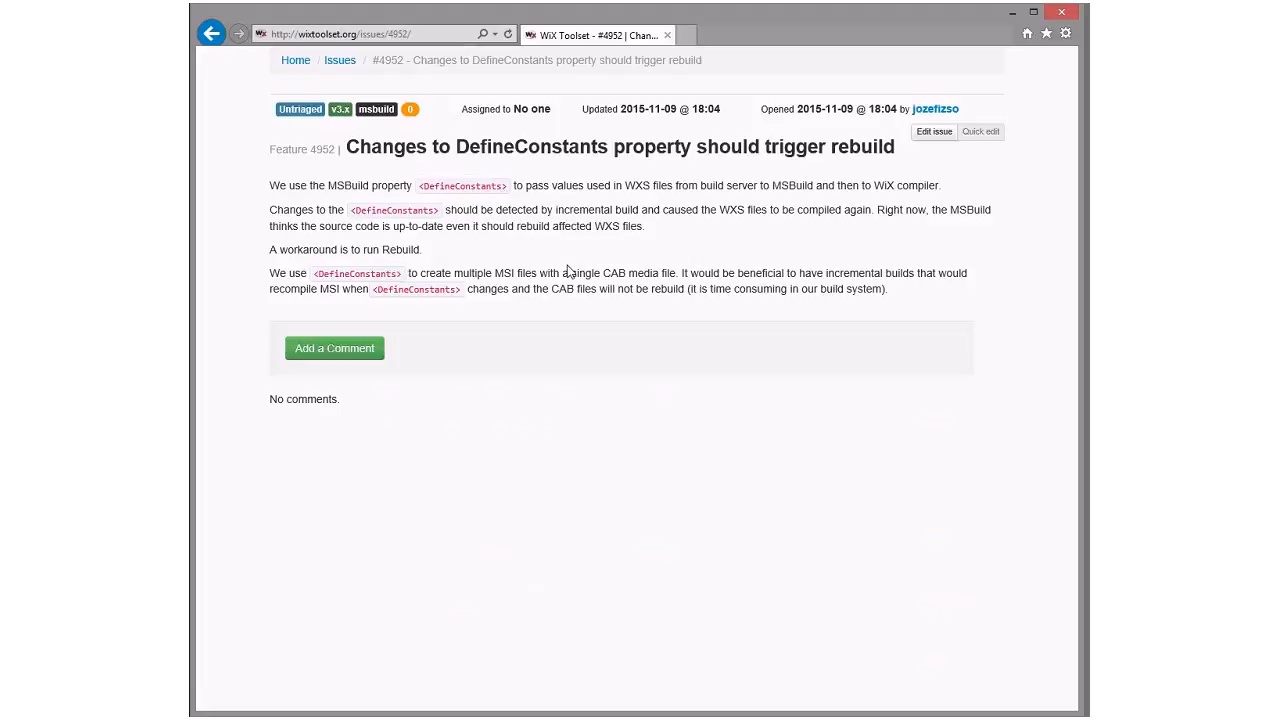 http://wixtoolset.org/issues/4952/
WiX Toolset - #4952 | Chan...
Home / Issues / #4952 - Changes to DefineConstants property should trigger rebuild
Untriaged v3.x msbuild 0 Assigned to No one Updated 2015-11-09 @ 18:04 Opened 2015-11-09 @ 18:04 by jozefizso
Edit issue Quick edit
Feature 4952 | Changes to DefineConstants property should trigger rebuild
We use the MSBuild property <DefineConstants> to pass values used in WXS files from build server to MSBuild and then to WiX compiler.
Changes to the <DefineConstants> should be detected by incremental build and caused the WXS files to be compiled again. Right now, the MSBuild
thinks the source code is up-to-date even it should rebuild affected WXS files.
A workaround is to run Rebuild.
We use <DefineConstants> to create multiple MSI files with a single CAB media file. It would be beneficial to have incremental builds that would
recompile MSI when <DefineConstants> changes and the CAB files will not be rebuild (it is time consuming in our build system).
Add a Comment
No comments.